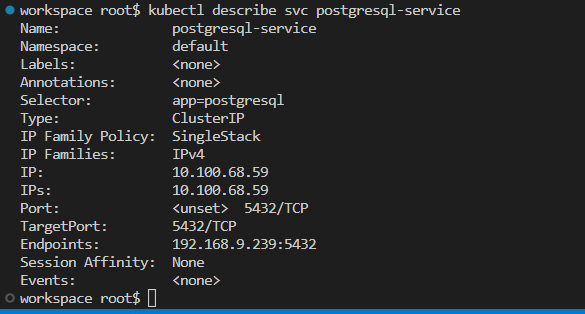 workspace root$ kubectl describe svc postgresql-service
Name:              postgresql-service
Namespace:         default
Labels:            <none>
Annotations:       <none>
Selector:          app=postgresql
Type:              ClusterIP
IP Family Policy:  SingleStack
IP Families:       IPv4
IP:                10.100.68.59
IPs:               10.100.68.59
Port:              <unset>  5432/TCP
TargetPort:        5432/TCP
Endpoints:         192.168.9.239:5432
Session Affinity:  None
Events:            <none>
workspace root$